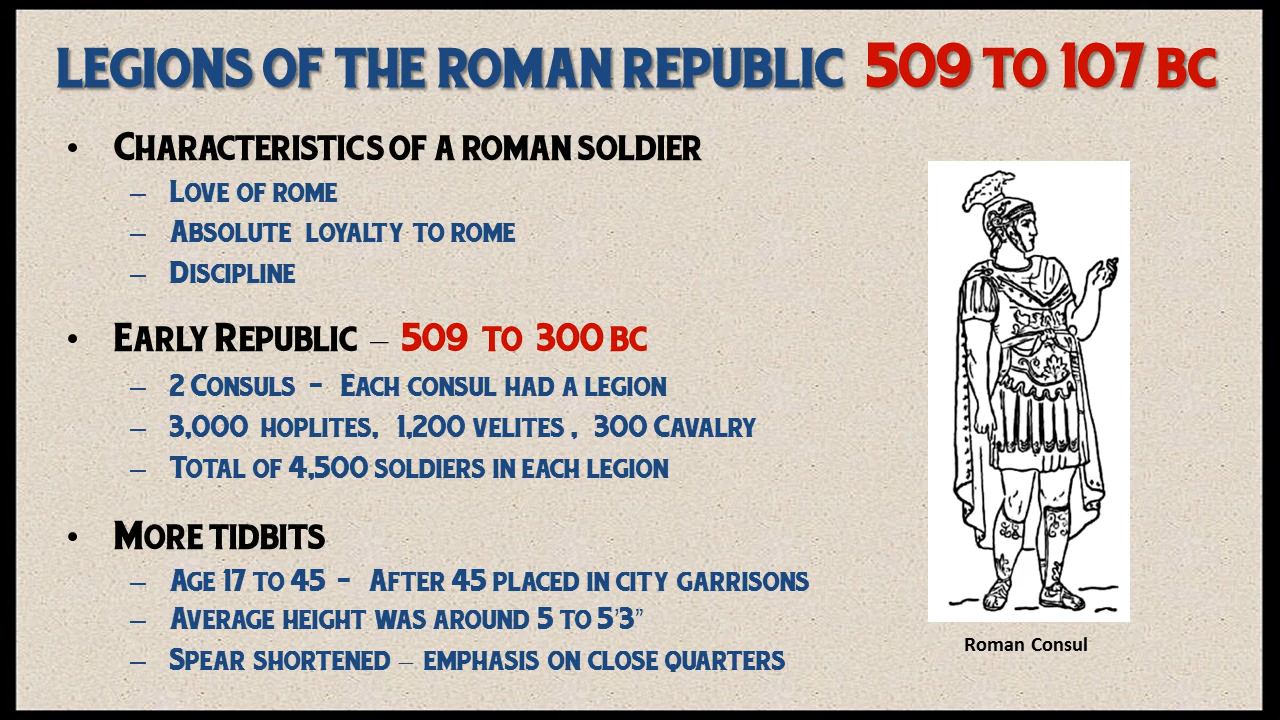 Legions of the Roman Republic 509 to 107 BC
• Characteristics of a Roman soldier
– Love of Rome
– Absolute loyalty to Rome
– Discipline
• Early Republic – 509 to 300 BC
– 2 Consuls - Each consul had a legion
– 3,000 hoplites, 1,200 velites , 300 Cavalry
– Total of 4,500 soldiers in each legion
• More tidbits
– Age 17 to 45 - After 45 placed in city garrisons
– Average height was around 5 to 5'3”
– Spear shortened – emphasis on close quarters
Roman Consul